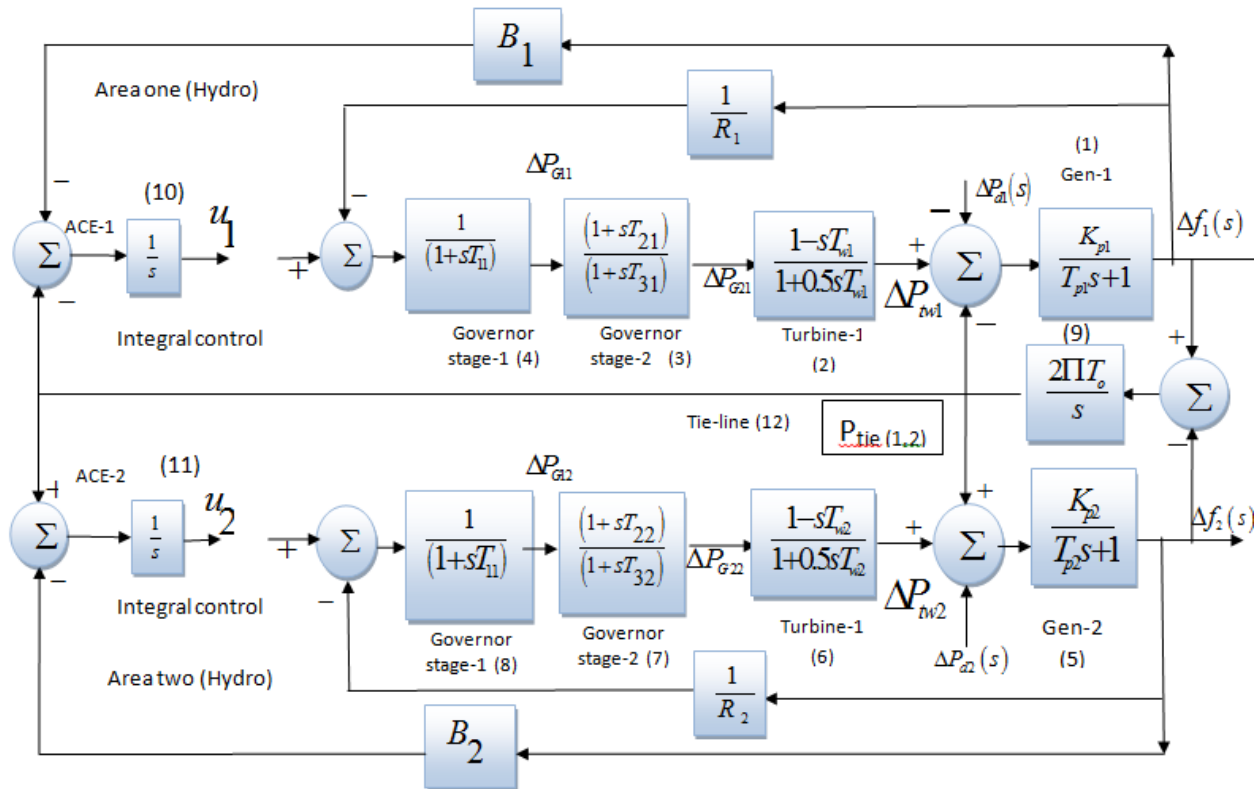 B1
Area one (Hydro)
1/R1
(1)
Gen-1
ΔPG11
ΔPd1(s)
−
−
−
(10)
ACE-1
u1
Δf1(s)
Σ
1/s
+
Σ
1/(1+sT11)
(1+sT21)/(1+sT31)
ΔPG21
(1−sTw1)/(1+0.5sTw1)
+
ΔPtw1
Σ
Kp1/(Tp1s+1)
−
−
Integral control
Governor
stage-1 (4)
Governor
stage-2 (3)
Turbine-1
(2)
(9)
+
2ΠTo/s
Σ
−
Tie-line (12)
Ptie (1,2)
ACE-2
(11)
u2
ΔPG12
+
+
Δf2(s)
Σ
1/s
+
Σ
1/(1+sT11)
(1+sT22)/(1+sT32)
ΔPG22
(1−sTw2)/(1+0.5sTw2)
+
ΔPtw2
Σ
Kp2/(Tp2s+1)
−
−
Integral control
Governor
stage-1 (8)
Governor
stage-2 (7)
Turbine-1
(6)
ΔPd2(s)
Gen-2
(5)
Area two (Hydro)
1/R2
B2